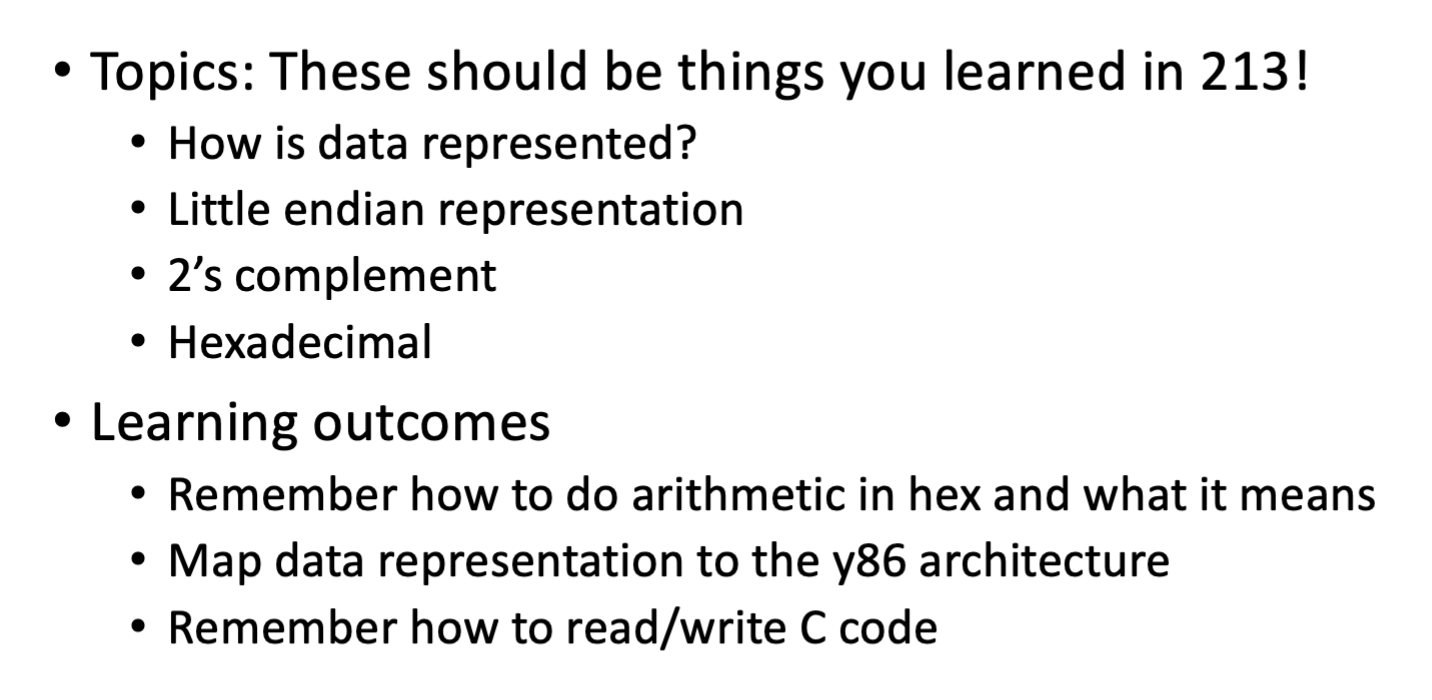 • Topics: These should be things you learned in 213!
• How is data represented?
• Little endian representation
• 2’s complement
• Hexadecimal
• Learning outcomes
• Remember how to do arithmetic in hex and what it means
• Map data representation to the y86 architecture
• Remember how to read/write C code